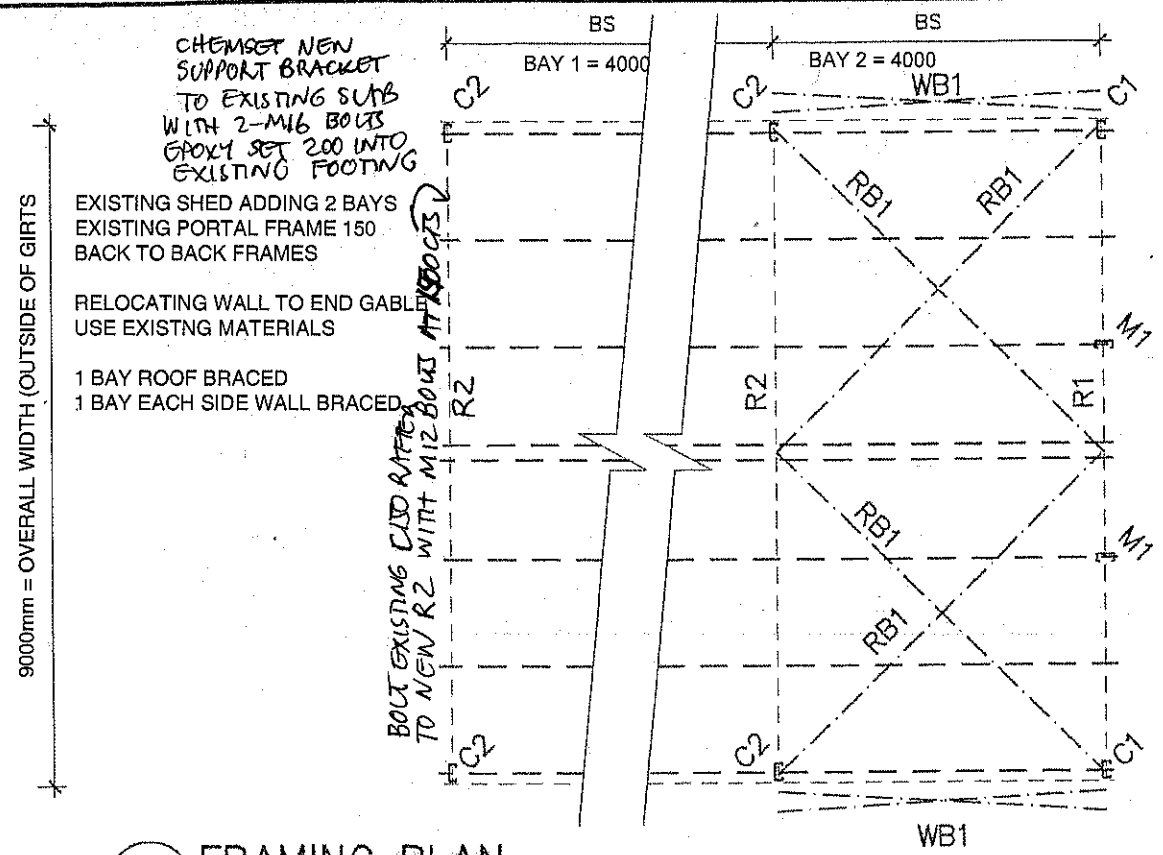 BS
BS
BAY 1 = 4000
BAY 2 = 4000
CHEMSET NEW
SUPPORT BRACKET
TO EXISTING SLAB
WITH 2-M16 BOLTS
EPOXY SET 200 INTO
EXISTING FOOTING
C2
C2
WB1
C1
EXISTING SHED ADDING 2 BAYS
EXISTING PORTAL FRAME 150
BACK TO BACK FRAMES
RELOCATING WALL TO END GABLE
USE EXISTNG MATERIALS
1 BAY ROOF BRACED
1 BAY EACH SIDE WALL BRACED
9000mm = OVERALL WIDTH (OUTSIDE OF GIRTS
BOLT EXISTING C150 RAFTER
TO NEW R2 WITH M12 BOLTS AT CTS
RB1
RB1
M1
R2
R2
R1
M1
RB1
RB1
C2
C2
C1
WB1
FRAMING PLAN